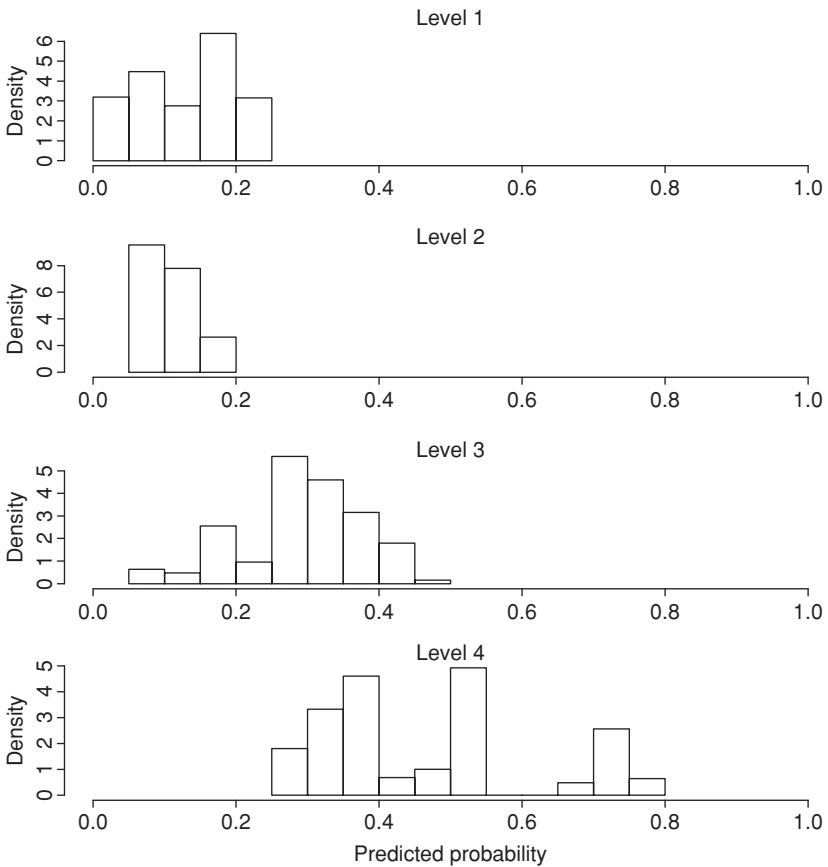 Level 1
Density
0 1 2 3 4 5 6
0.0 0.2 0.4 0.6 0.8 1.0
Level 2
Density
0 2 4 6 8
0.0 0.2 0.4 0.6 0.8 1.0
Level 3
Density
0 1 2 3 4 5
0.0 0.2 0.4 0.6 0.8 1.0
Level 4
Density
0 1 2 3 4 5
0.0 0.2 0.4 0.6 0.8 1.0
Predicted probability